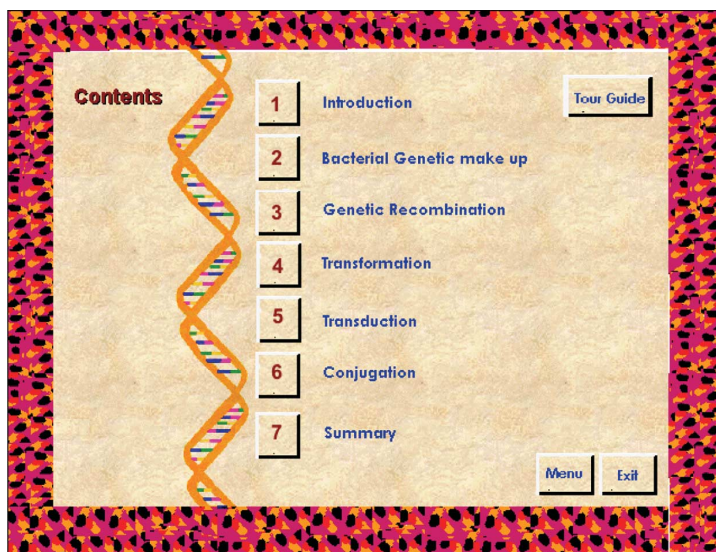 Contents
1 Introduction
Tour Guide
2 Bacterial Genetic make up
3 Genetic Recombination
4 Transformation
5 Transduction
6 Conjugation
7 Summary
Menu Exit